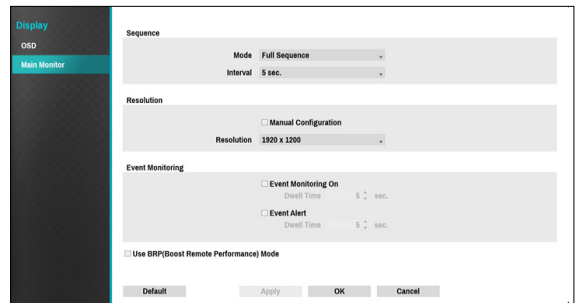 Display
OSD
Main Monitor
Sequence
Mode Full Sequence
Interval 5 sec.
Resolution
Manual Configuration
Resolution 1920 x 1200
Event Monitoring
Event Monitoring On
Dwell Time 5 sec.
Event Alert
Dwell Time 5 sec.
Use BRP(Boost Remote Performance) Mode
Default Apply OK Cancel